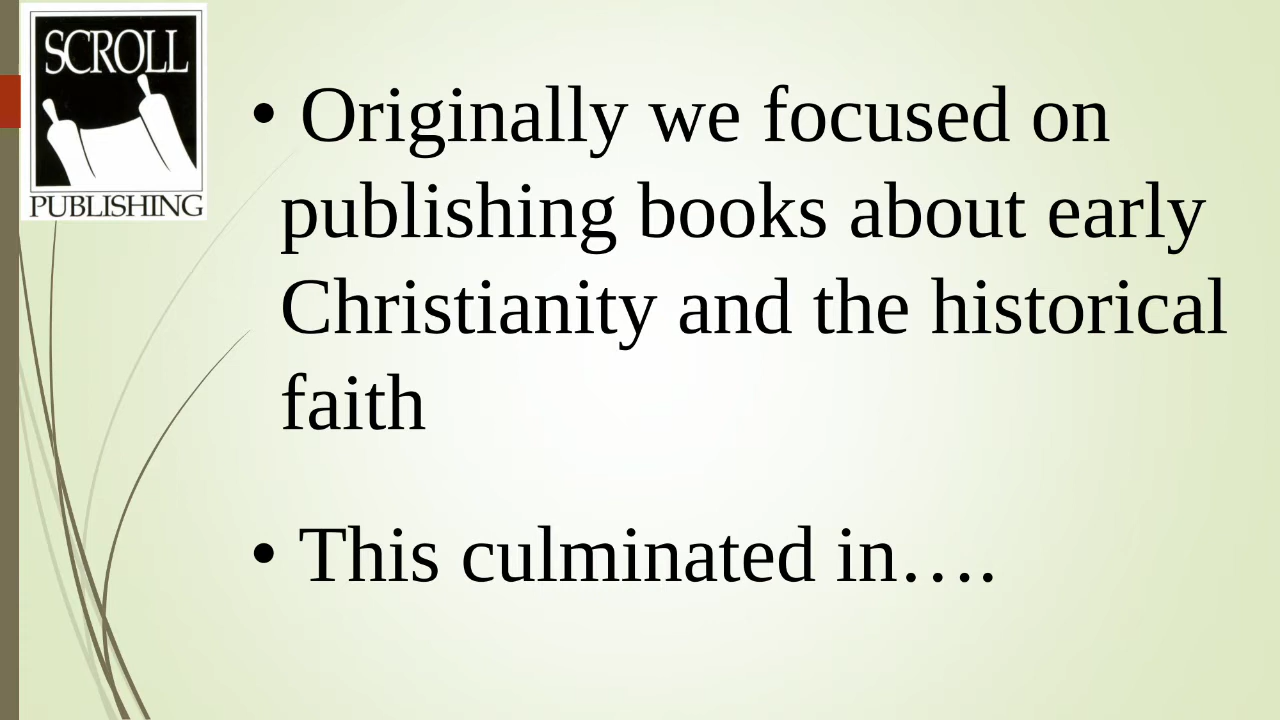 SCROLL
PUBLISHING
• Originally we focused on
publishing books about early
Christianity and the historical
faith
• This culminated in….